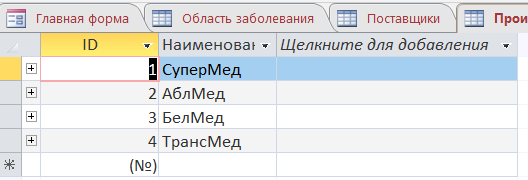 Главная форма Область заболевания Поставщики Прои
ID Наименован Щелкните для добавления
1 СуперМед
2 АблМед
3 БелМед
4 ТрансМед
(№)